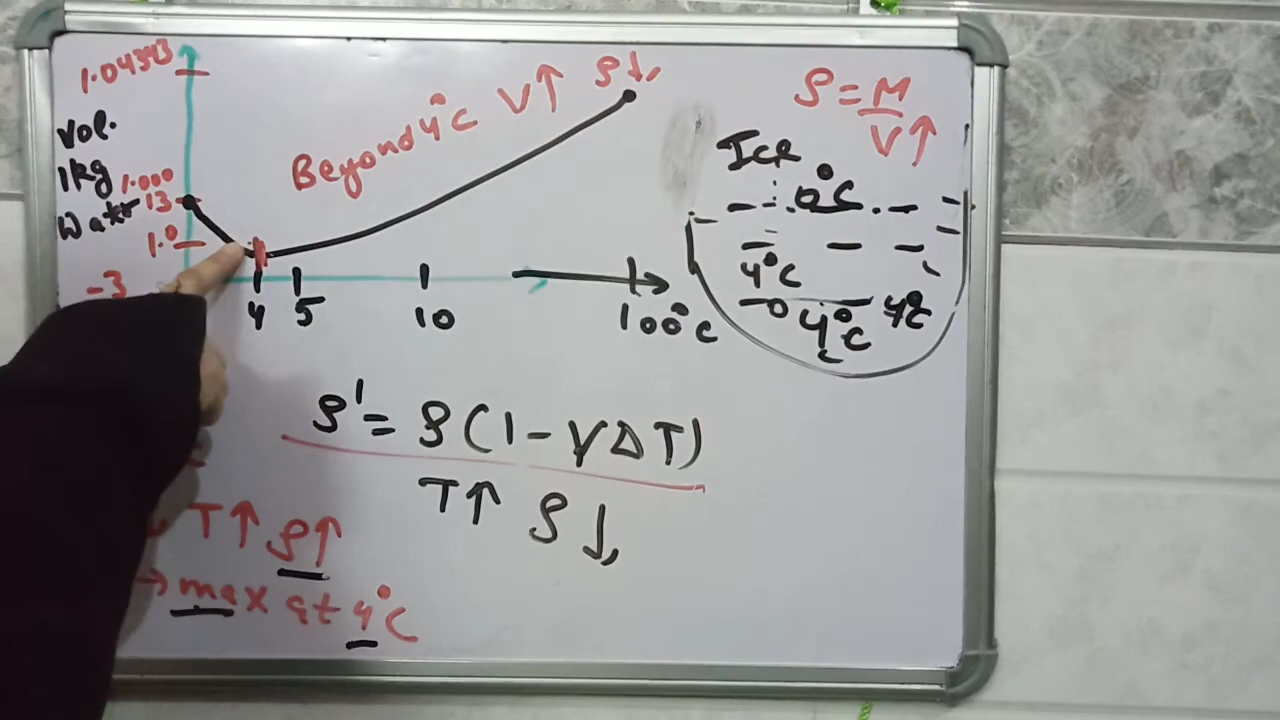 1.04343
Vol.
1kg
Water
1.000
13
1.0
-3
Beyond 4°C V↑ ρ↓
4 5 10 100°C
ρ = M
V↑
Ice
0°C
4°C
4°C 4°C
ρ' = ρ(1 - γΔT)
T↑ ρ↓
T↑ ρ↑
→ max at 4°C